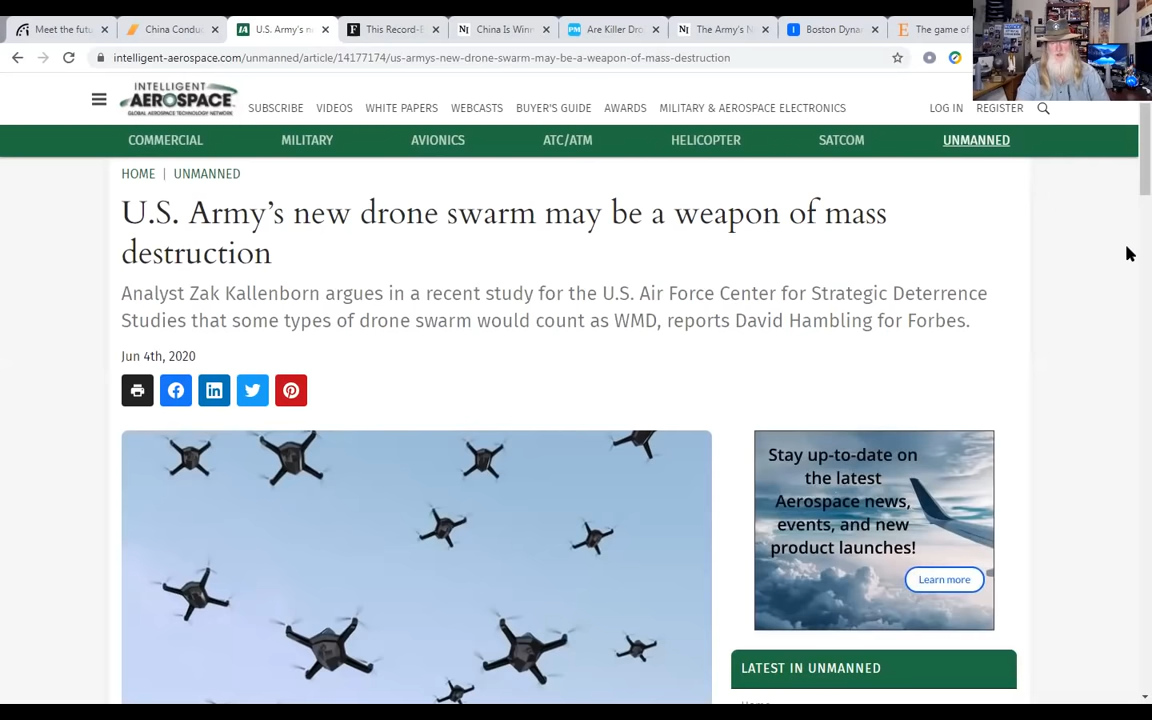 Meet the futu
China Conduc
U.S. Army's n
This Record-E
China Is Winn
Are Killer Dro
The Army's N
Boston Dyna
The game of
intelligent-aerospace.com/unmanned/article/14177174/us-armys-new-drone-swarm-may-be-a-weapon-of-mass-destruction
INTELLIGENT
AEROSPACE
GLOBAL AEROSPACE TECHNOLOGY NETWORK
SUBSCRIBE VIDEOS WHITE PAPERS WEBCASTS BUYER'S GUIDE AWARDS MILITARY & AEROSPACE ELECTRONICS LOG IN REGISTER
COMMERCIAL MILITARY AVIONICS ATC/ATM HELICOPTER SATCOM UNMANNED
HOME | UNMANNED
U.S. Army's new drone swarm may be a weapon of mass
destruction
Analyst Zak Kallenborn argues in a recent study for the U.S. Air Force Center for Strategic Deterrence
Studies that some types of drone swarm would count as WMD, reports David Hambling for Forbes.
Jun 4th, 2020
Stay up-to-date on
the latest
Aerospace news,
events, and new
product launches!
Learn more
LATEST IN UNMANNED